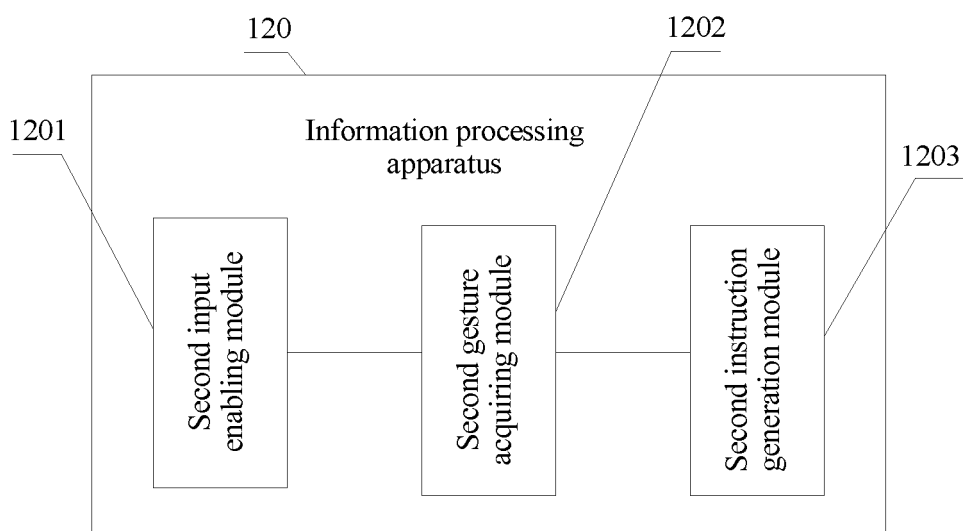 120
1202
1201
Information processing
apparatus
1203
Second input
enabling module
Second gesture
acquiring module
Second instruction
generation module